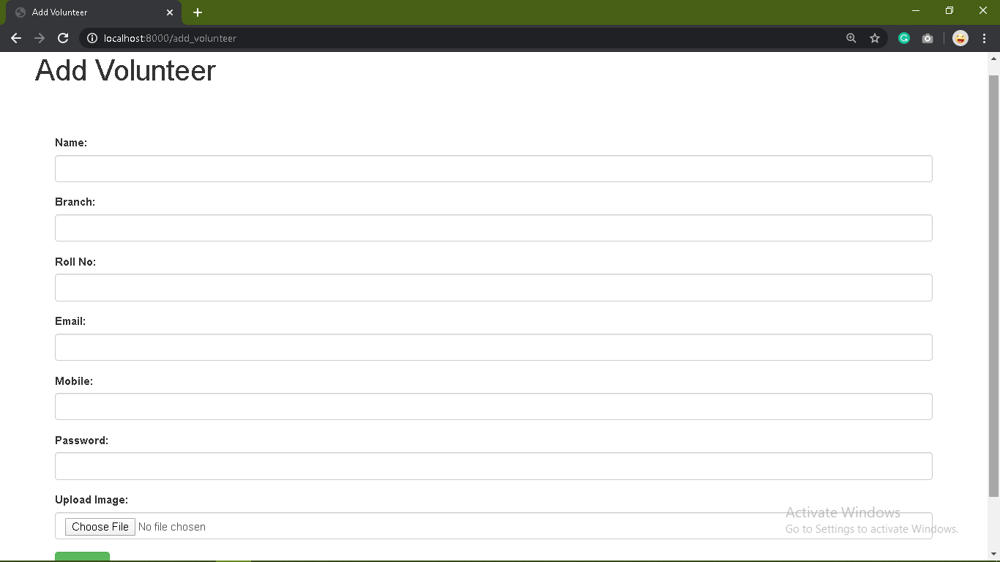 Add Volunteer
localhost:8000/add_volunteer
Add Volunteer
Name:
Branch:
Roll No:
Email:
Mobile:
Password:
Upload Image:
Choose File No file chosen
Activate Windows
Go to Settings to activate Windows.